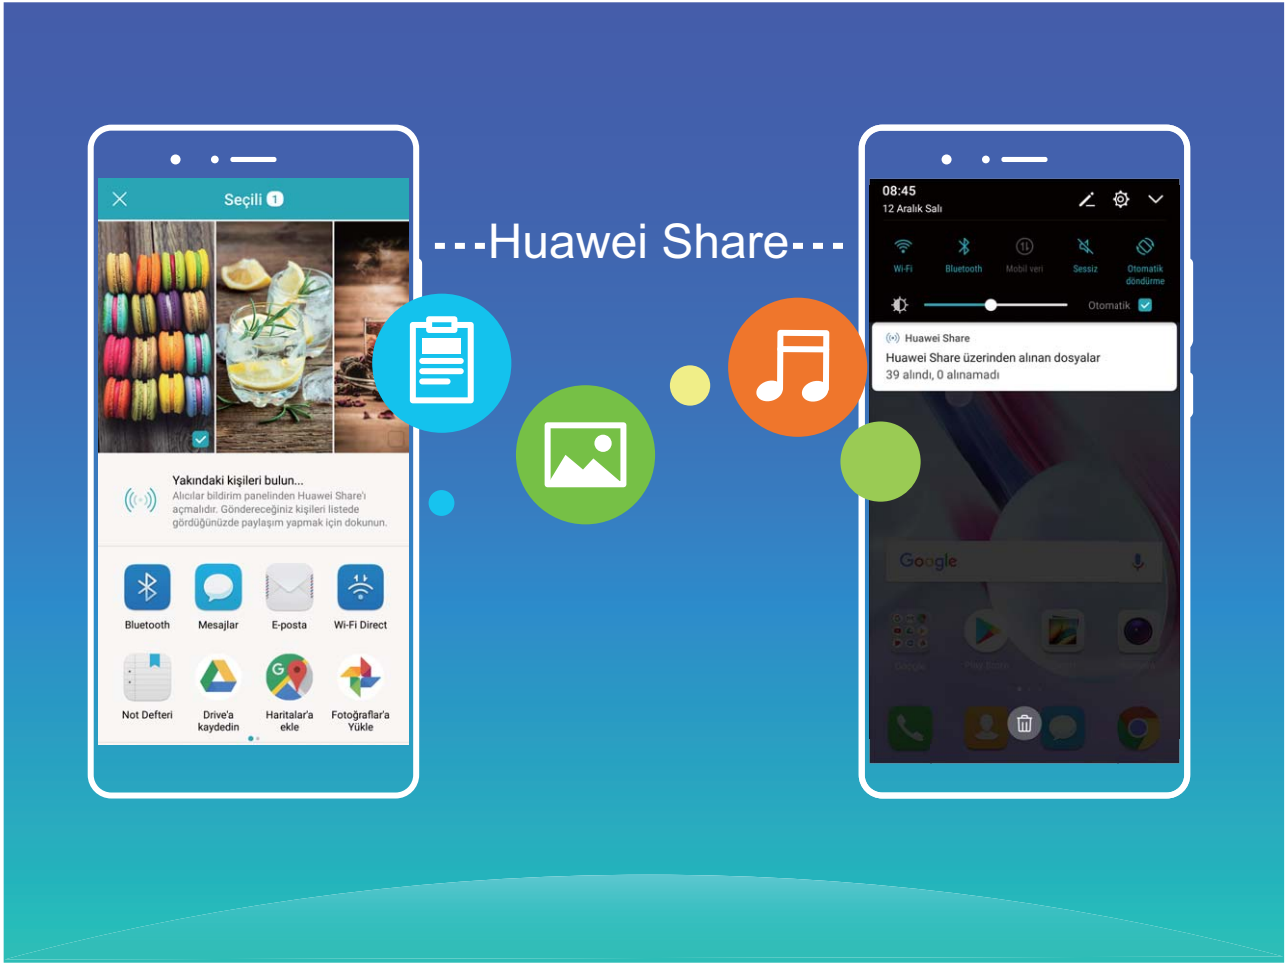 ---Huawei Share---
Seçili 1
Yakındaki kişileri bulun...
Alıcılar bildirim panelinden Huawei Share'ı
açmalıdır. Göndereceğiniz kişileri listede
gördüğünüzde paylaşım yapmak için dokunun.
Bluetooth
Mesajlar
E-posta
Wi-Fi Direct
Not Defteri
Drive'a
kaydedin
Haritalar'a
ekle
Fotoğraflar'a
Yükle
08:45
12 Aralık Salı
Wi-Fi
Bluetooth
Mobil veri
Sessiz
Otomatik
döndürme
Otomatik
Huawei Share
Huawei Share üzerinden alınan dosyalar
39 alındı, 0 alınamadı
Google
Google
Play Store